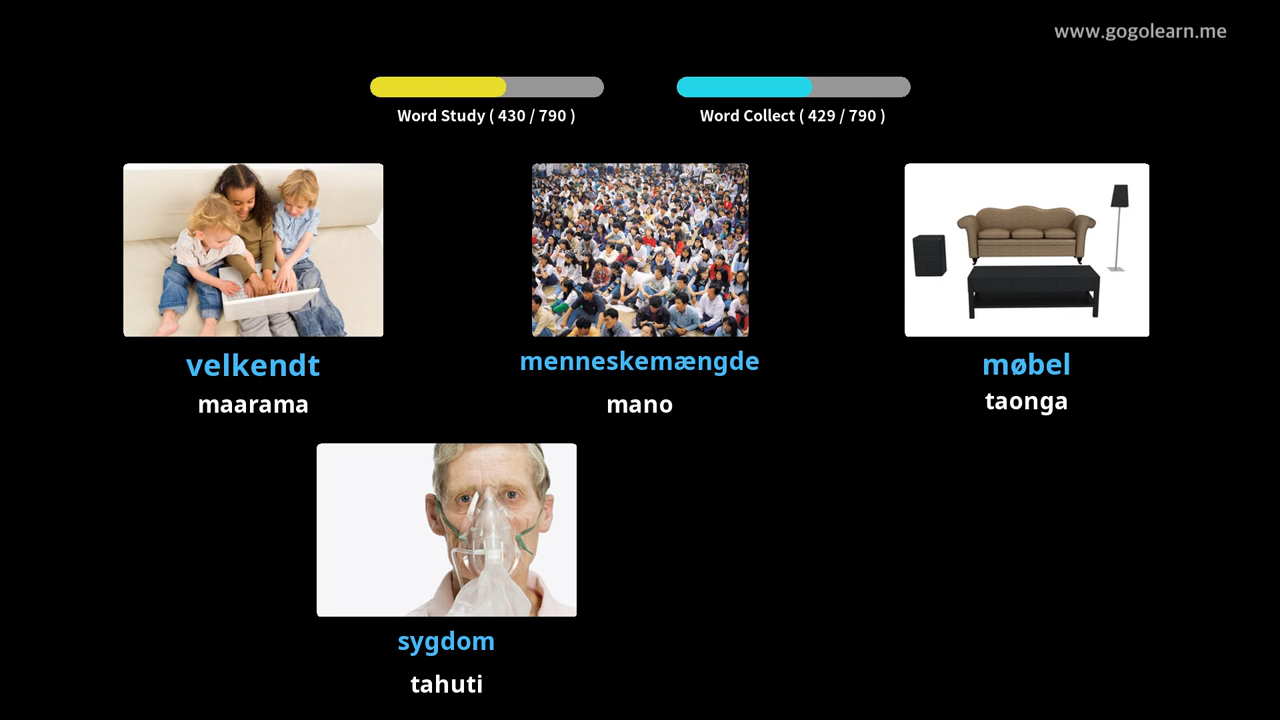 www.gogolearn.me
Word Study ( 430 / 790 )
Word Collect ( 429 / 790 )
velkendt
maarama
menneskemængde
mano
møbel
taonga
sygdom
tahuti